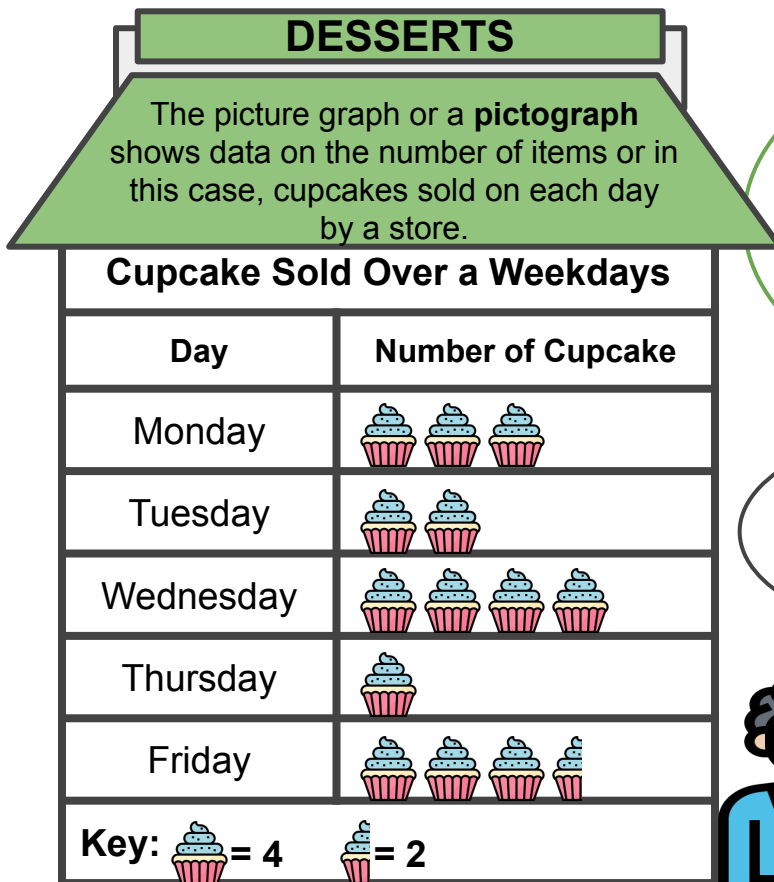 DESSERTS
The picture graph or a pictograph
shows data on the number of items or in
this case, cupcakes sold on each day
by a store.
Cupcake Sold Over a Weekdays
Day Number of Cupcake
Monday
Tuesday
Wednesday
Thursday
Friday
Key: = 4 = 2